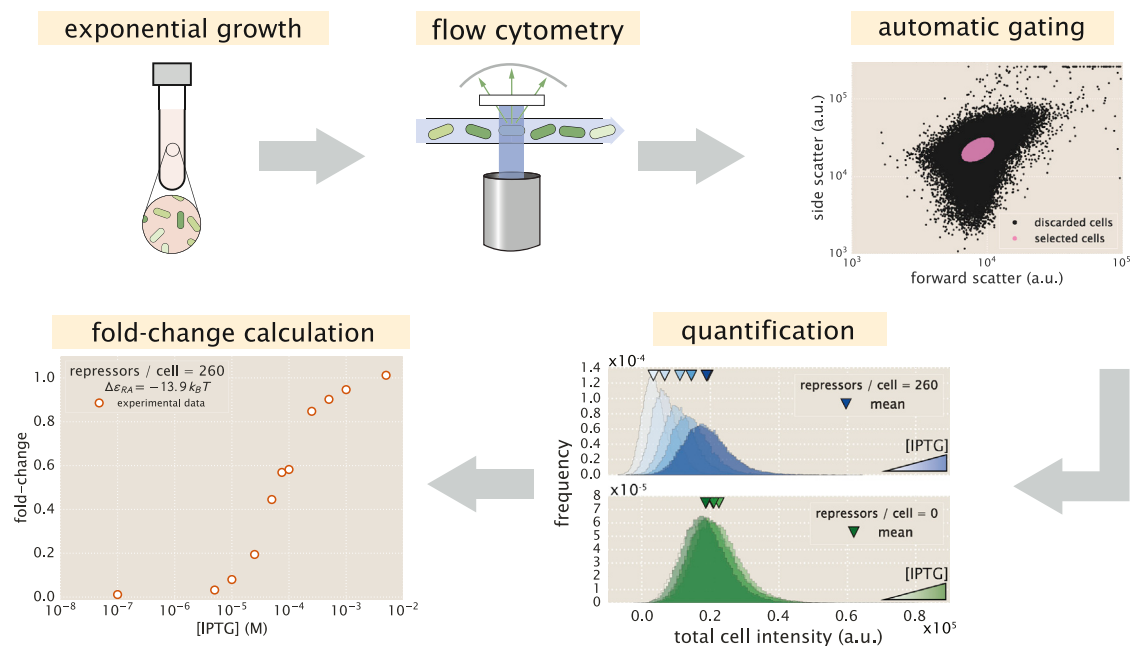 exponential growth
flow cytometry
automatic gating
side scatter (a.u.)
10⁵
10⁴
10³
discarded cells
selected cells
10³
10⁴
10⁵
forward scatter (a.u.)
fold-change calculation
repressors / cell = 260
Δε_RA = −13.9 k_BT
experimental data
fold-change
1.0
0.8
0.6
0.4
0.2
0.0
10⁻⁸
10⁻⁷
10⁻⁶
10⁻⁵
10⁻⁴
10⁻³
10⁻²
[IPTG] (M)
quantification
x10⁻⁴
1.4
1.2
1.0
0.8
0.6
0.4
0.2
0.0
repressors / cell = 260
mean
[IPTG]
frequency
x10⁻⁵
8
7
6
5
4
3
2
1
0
repressors / cell = 0
mean
[IPTG]
0.0
0.2
0.4
0.6
0.8
x10⁵
total cell intensity (a.u.)